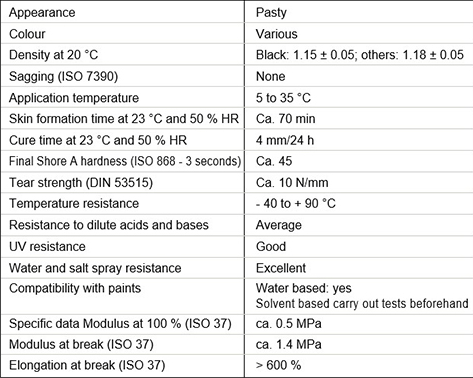 Appearance Pasty
Colour Various
Density at 20 °C Black: 1.15 ± 0.05; others: 1.18 ± 0.05
Sagging (ISO 7390) None
Application temperature 5 to 35 °C
Skin formation time at 23 °C and 50 % HR Ca. 70 min
Cure time at 23 °C and 50 % HR 4 mm/24 h
Final Shore A hardness (ISO 868 - 3 seconds) Ca. 45
Tear strength (DIN 53515) Ca. 10 N/mm
Temperature resistance - 40 to + 90 °C
Resistance to dilute acids and bases Average
UV resistance Good
Water and salt spray resistance Excellent
Compatibility with paints Water based: yes
Solvent based carry out tests beforehand
Specific data Modulus at 100 % (ISO 37) ca. 0.5 MPa
Modulus at break (ISO 37) ca. 1.4 MPa
Elongation at break (ISO 37) > 600 %